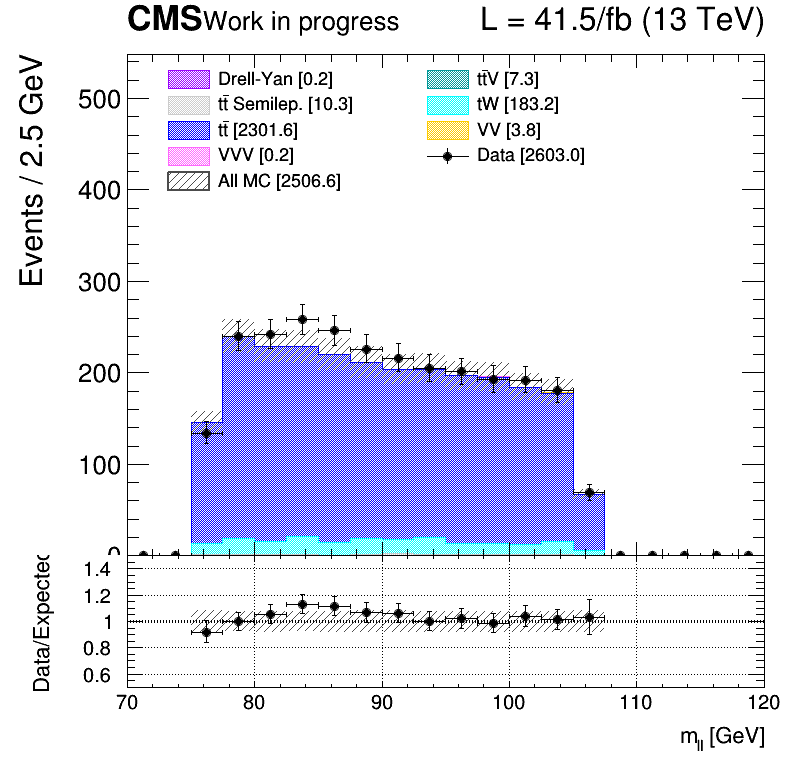 CMS Work in progress L = 41.5/fb (13 TeV)
Events / 2.5 GeV
500
400
300
200
100
0
Drell-Yan [0.2]
tt̄ Semilep. [10.3]
tt̄ [2301.6]
VVV [0.2]
All MC [2506.6]
tt̄V [7.3]
tW [183.2]
VV [3.8]
Data [2603.0]
Data/Expected
1.4
1.2
1
0.8
0.6
70 80 90 100 110 120
m_ll [GeV]